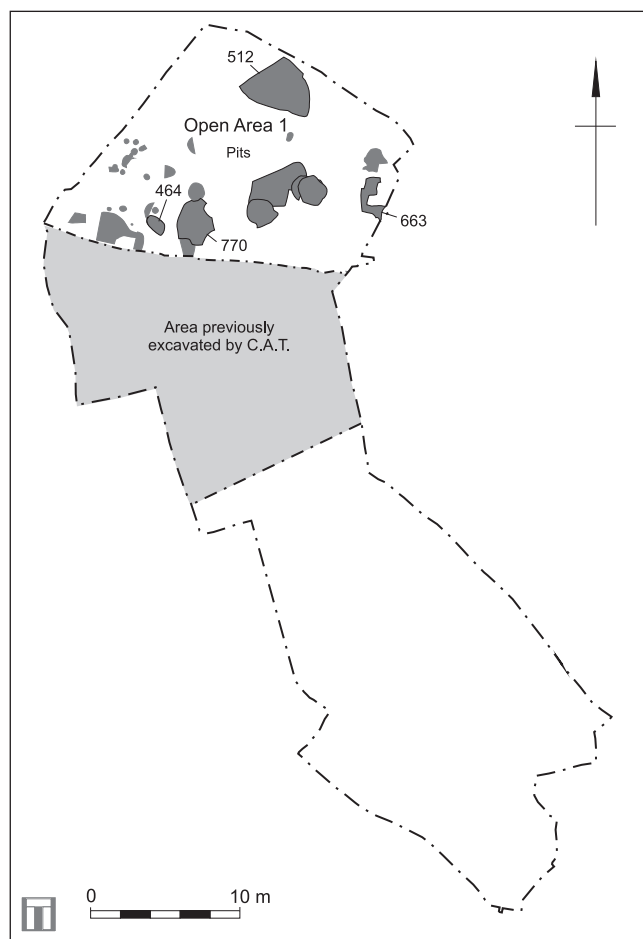 512
Open Area 1
Pits
464
663
770
Area previously
excavated by C.A.T.
0 10 m